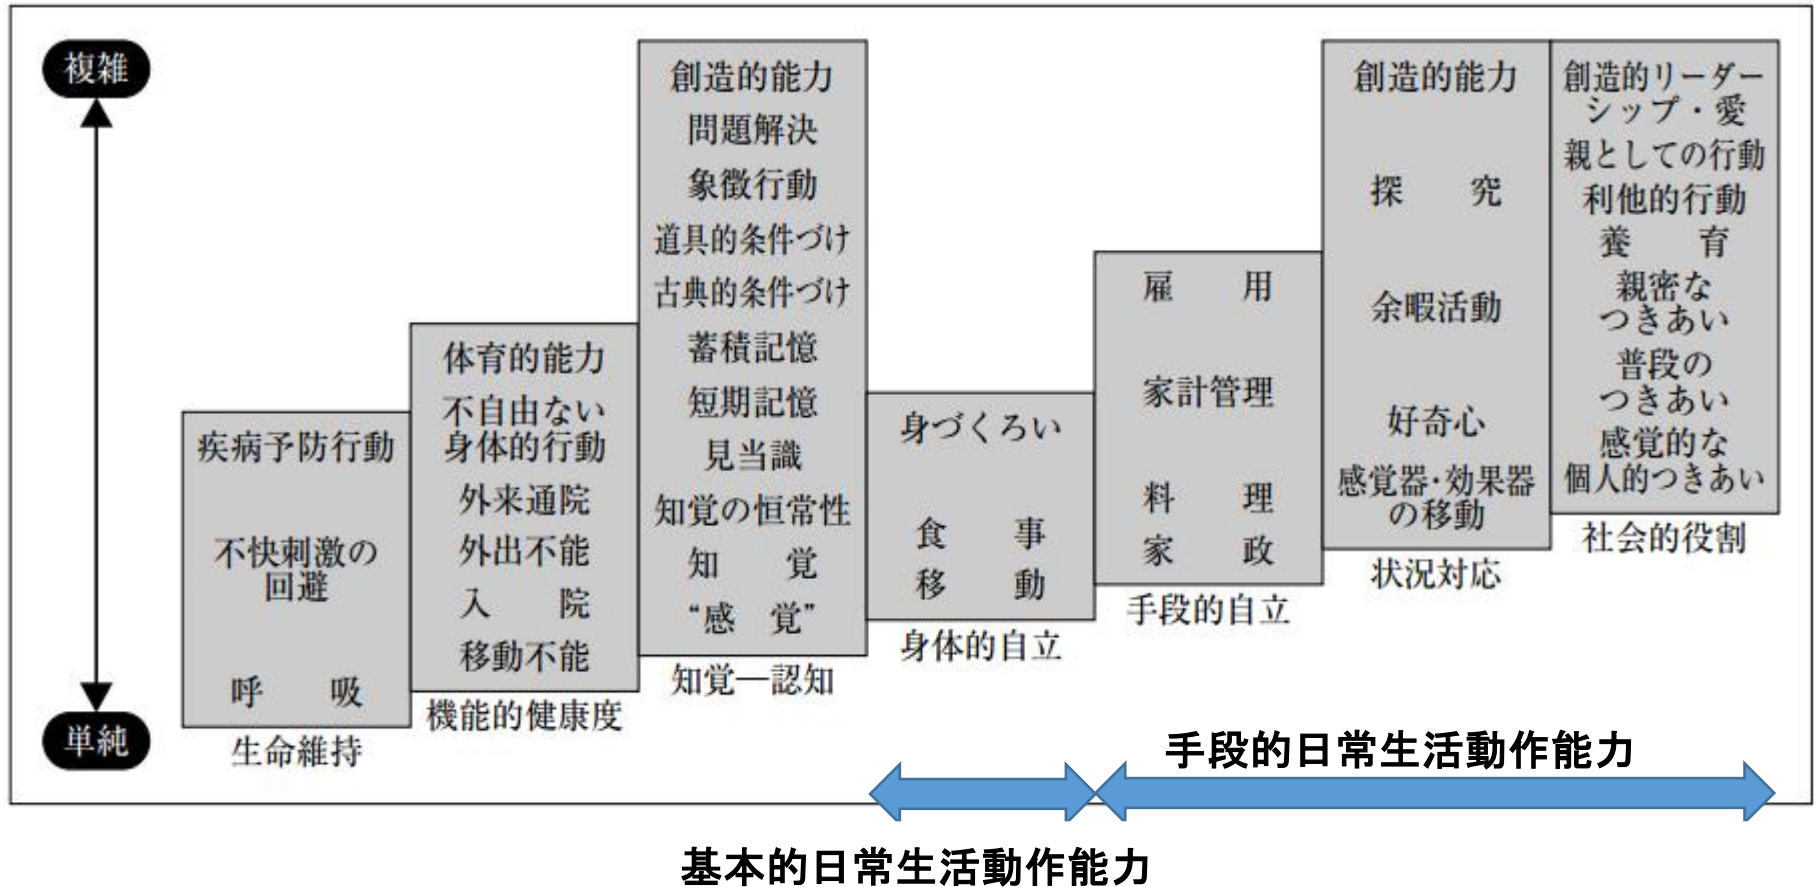 複雑
単純
疾病予防行動
不快刺激の
回避
呼　　吸
生命維持
体育的能力
不自由ない
身体的行動
外来通院
外出不能
入　　院
移動不能
機能的健康度
創造的能力
問題解決
象徴行動
道具的条件づけ
古典的条件づけ
蓄積記憶
短期記憶
見当識
知覚の恒常性
知　　覚
“感　覚”
知覚―認知
身づくろい
食　　事
移　　動
身体的自立
雇　　用
家計管理
料　　理
家　　政
手段的自立
創造的能力
探　　究
余暇活動
好奇心
感覚器・効果器
の移動
状況対応
創造的リーダー
シップ・愛
親としての行動
利他的行動
養　　育
親密な
つきあい
普段の
つきあい
感覚的な
個人的つきあい
社会的役割
手段的日常生活動作能力
基本的日常生活動作能力